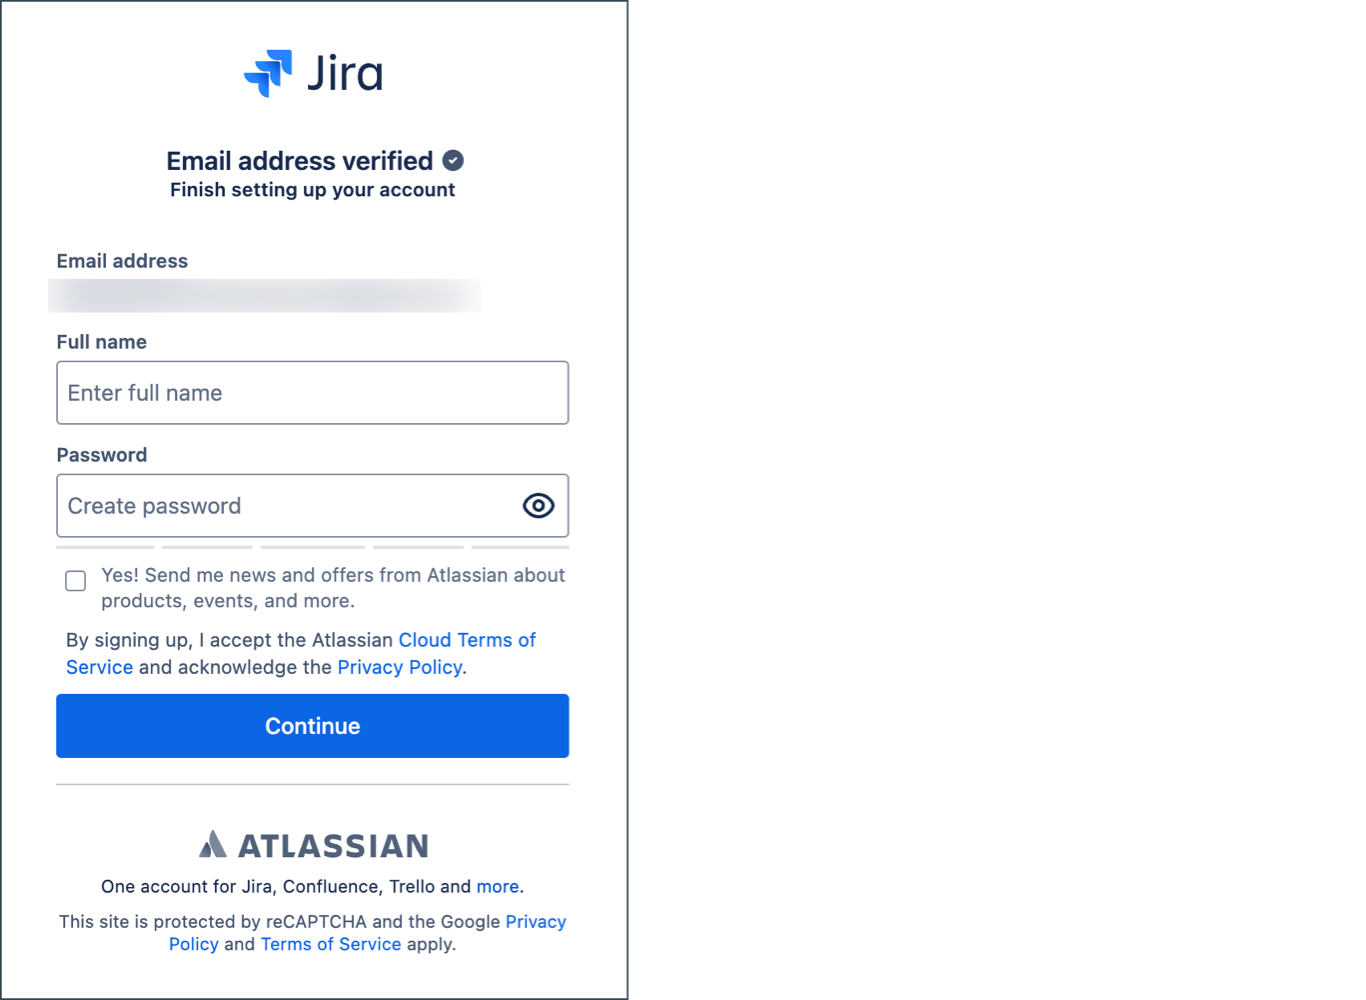 Jira
Email address verified
Finish setting up your account
Email address
Full name
Enter full name
Password
Create password
Yes! Send me news and offers from Atlassian about
products, events, and more.
By signing up, I accept the Atlassian Cloud Terms of
Service and acknowledge the Privacy Policy.
Continue
ATLASSIAN
One account for Jira, Confluence, Trello and more.
This site is protected by reCAPTCHA and the Google Privacy
Policy and Terms of Service apply.